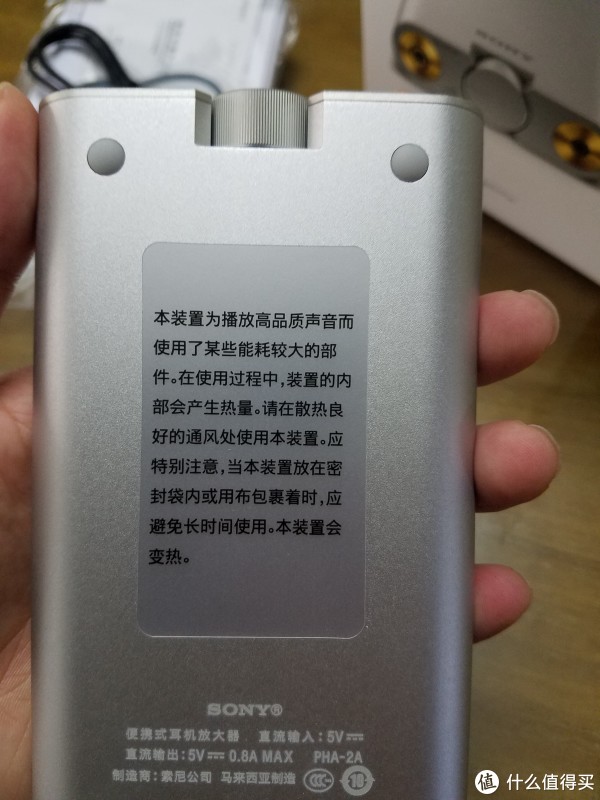 SONY
本装置为播放高品质声音而
使用了某些能耗较大的部
件。在使用过程中,装置的内
部会产生热量。请在散热良
好的通风处使用本装置。应
特别注意,当本装置放在密
封袋内或用布包裹着时,应
避免长时间使用。本装置会
变热。
SONY®
便携式耳机放大器 直流输入:5V⎓
直流输出:5V⎓ 0.8A MAX PHA-2A
制造商:索尼公司 马来西亚制造 CCC 10
值 什么值得买